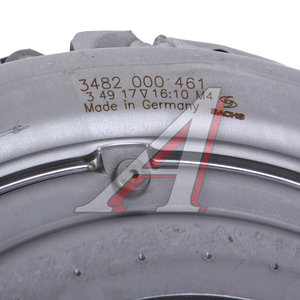 3482 000 461
3 49 17 V 16:10 M4
Made in Germany
SACHS